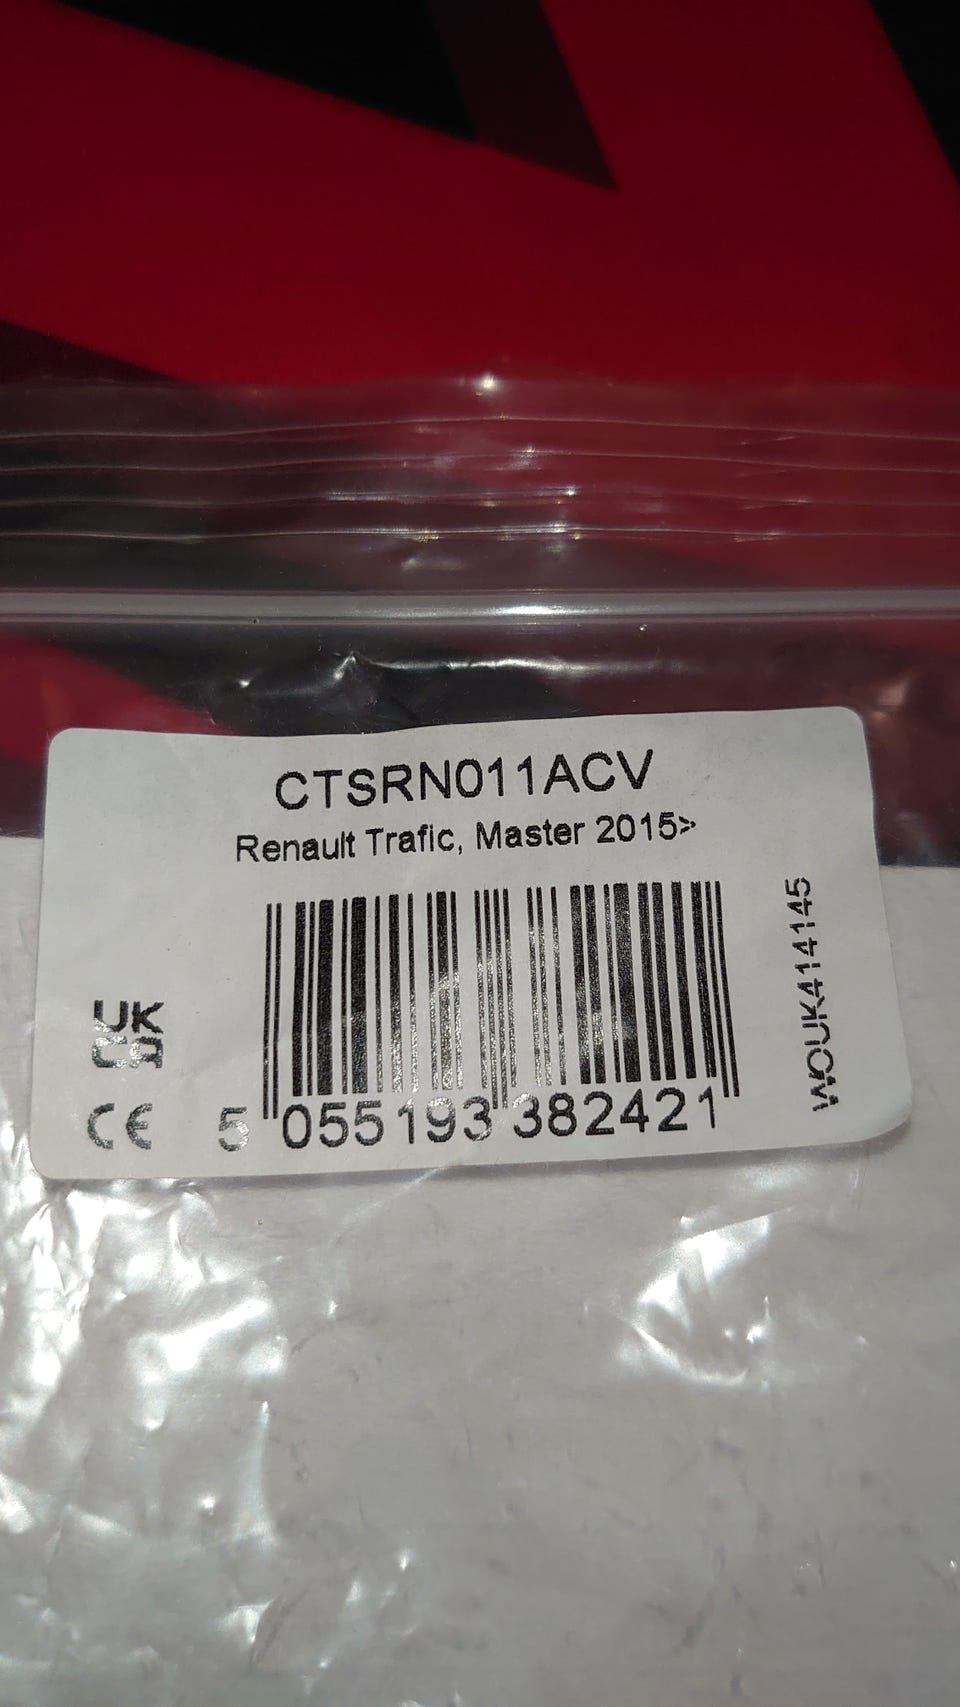 CTSRN011ACV
Renault Trafic, Master 2015>
WOUK414145
UK
CA
CE
5 055193 382421